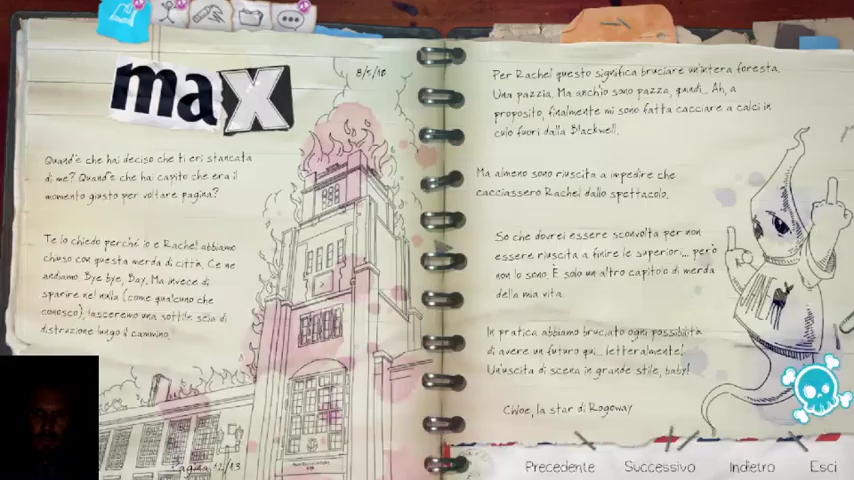 max
8/5/10
Quand'è che hai deciso che ti eri stancata
di me? Quand'è che hai capito che era il
momento giusto per voltare pagina?
Te lo chiedo perché io e Rachel abbiamo
chiuso con questa merda di città. Ce ne
andiamo. Bye bye, Bay. Ma invece di
sparire nel nulla (come qualcuno che
conosco), lasceremo una sottile scia di
distruzione lungo il cammino.
Pagina 12/13
Per Rachel questo significa bruciare un'intera foresta.
Una pazzia. Ma anch'io sono pazza, quindi... Ah, a
proposito, finalmente mi sono fatta cacciare a calci in
culo fuori dalla Blackwell.
Ma almeno sono riuscita a impedire che
cacciassero Rachel dallo spettacolo.
So che dovrei essere sconvolta per non
essere riuscita a finire le superiori... però
non lo sono. È solo un altro capitolo di merda
della mia vita.
In pratica abbiamo bruciato ogni possibilità
di avere un futuro qui... letteralmente!
Un'uscita di scena in grande stile, baby!
Chloe, la star di Rogoway
Precedente
Successivo
Indietro
Esci